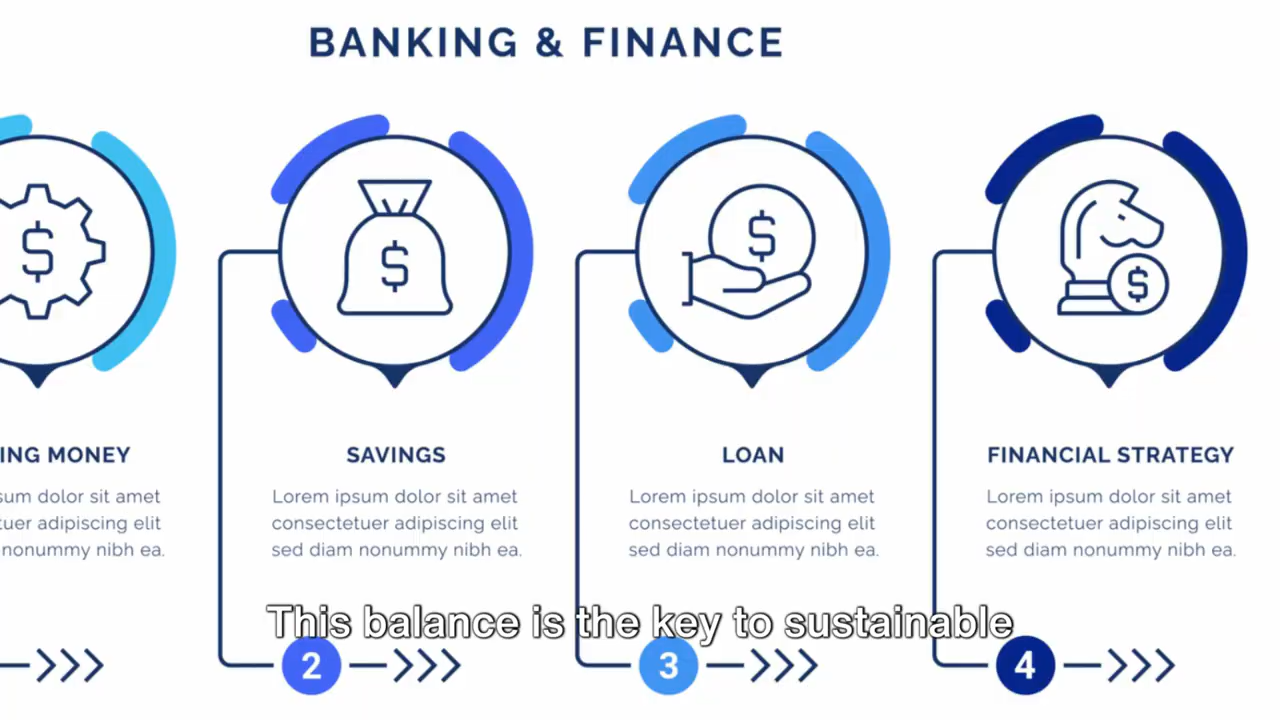 BANKING & FINANCE
$
$
$
$
ING MONEY
sum dolor sit amet
tuer adipiscing elit
nonummy nibh ea.
SAVINGS
Lorem ipsum dolor sit amet
consectetuer adipiscing elit
sed diam nonummy nibh ea.
LOAN
Lorem ipsum dolor sit amet
consectetuer adipiscing elit
sed diam nonummy nibh ea.
FINANCIAL STRATEGY
Lorem ipsum dolor sit amet
consectetuer adipiscing elit
sed diam nonummy nibh ea.
This balance is the key to sustainable
2
3
4